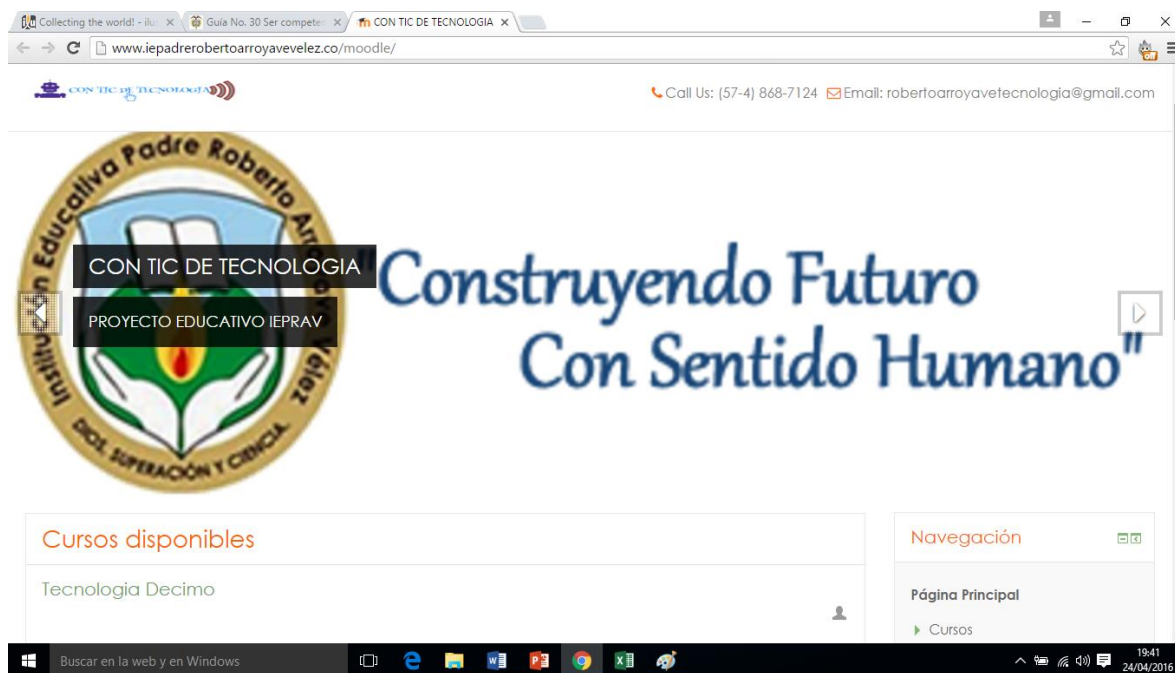 Collecting the world! - ilu
Guía No. 30 Ser compete
CON TIC DE TECNOLOGIA
www.iepadrerobertoarroyavevelez.co/moodle/
CON TIC DE TECNOLOGIA
Call Us: (57-4) 868-7124 Email: robertoarroyavetecnologia@gmail.com
Institución Educativa Padre Roberto Arroyave Vélez
DIOS, SUPERACIÓN Y CIENCIA.
CON TIC DE TECNOLOGIA
PROYECTO EDUCATIVO IEPRAV
"Construyendo Futuro
Con Sentido Humano"
Cursos disponibles
Tecnologia Decimo
Navegación
Página Principal
Cursos
Buscar en la web y en Windows
19:41
24/04/2016